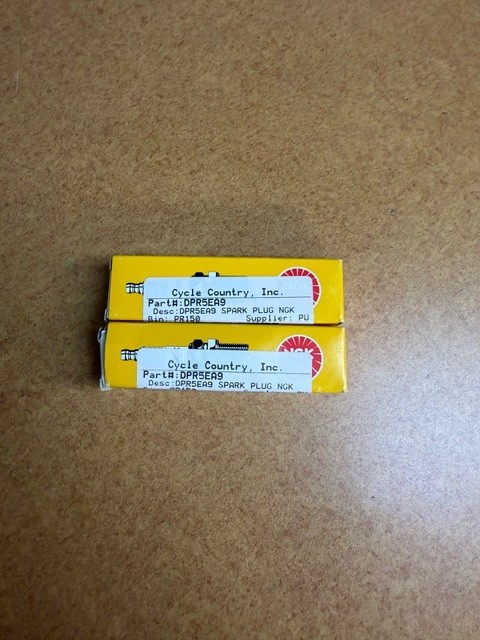 Cycle Country, Inc.
Part#:DPR5EA9
Desc:DPR5EA9 SPARK PLUG NGK
Bin: PR150 Supplier: PU
NGK
Cycle Country, Inc.
Part#:DPR5EA9
Desc:DPR5EA9 SPARK PLUG NGK